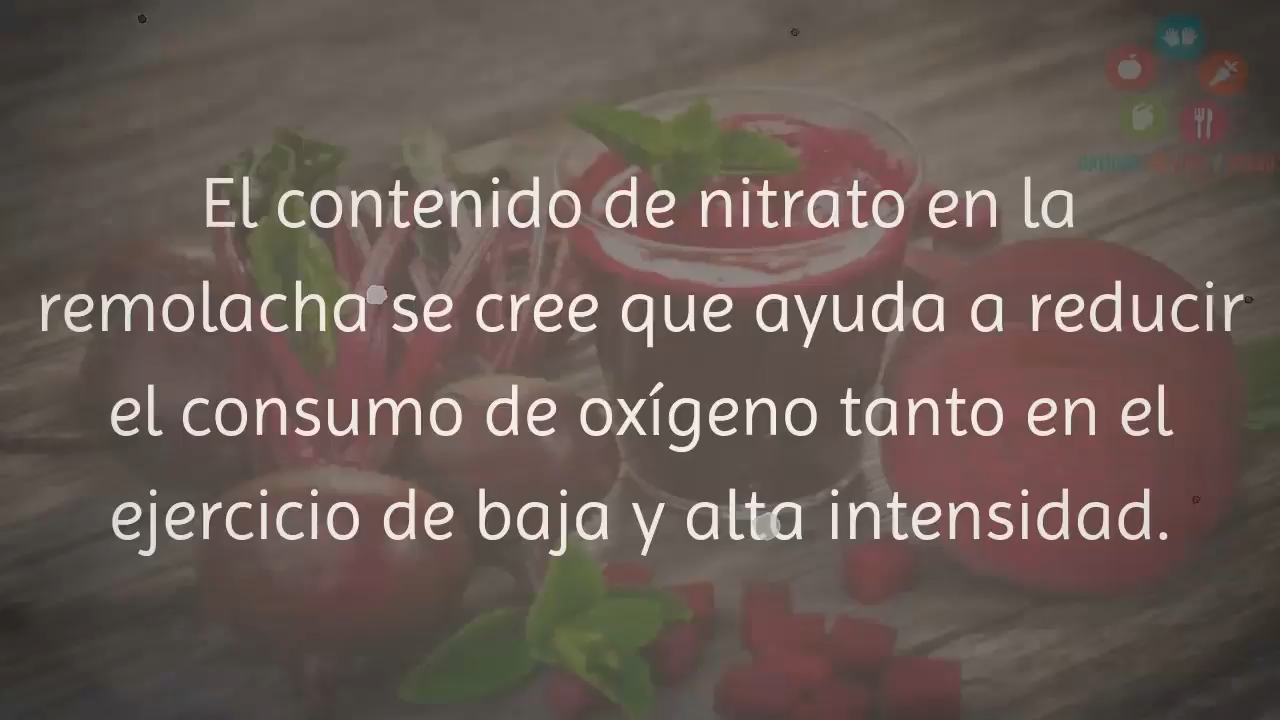 El contenido de nitrato en la
remolacha se cree que ayuda a reducir
el consumo de oxígeno tanto en el
ejercicio de baja y alta intensidad.